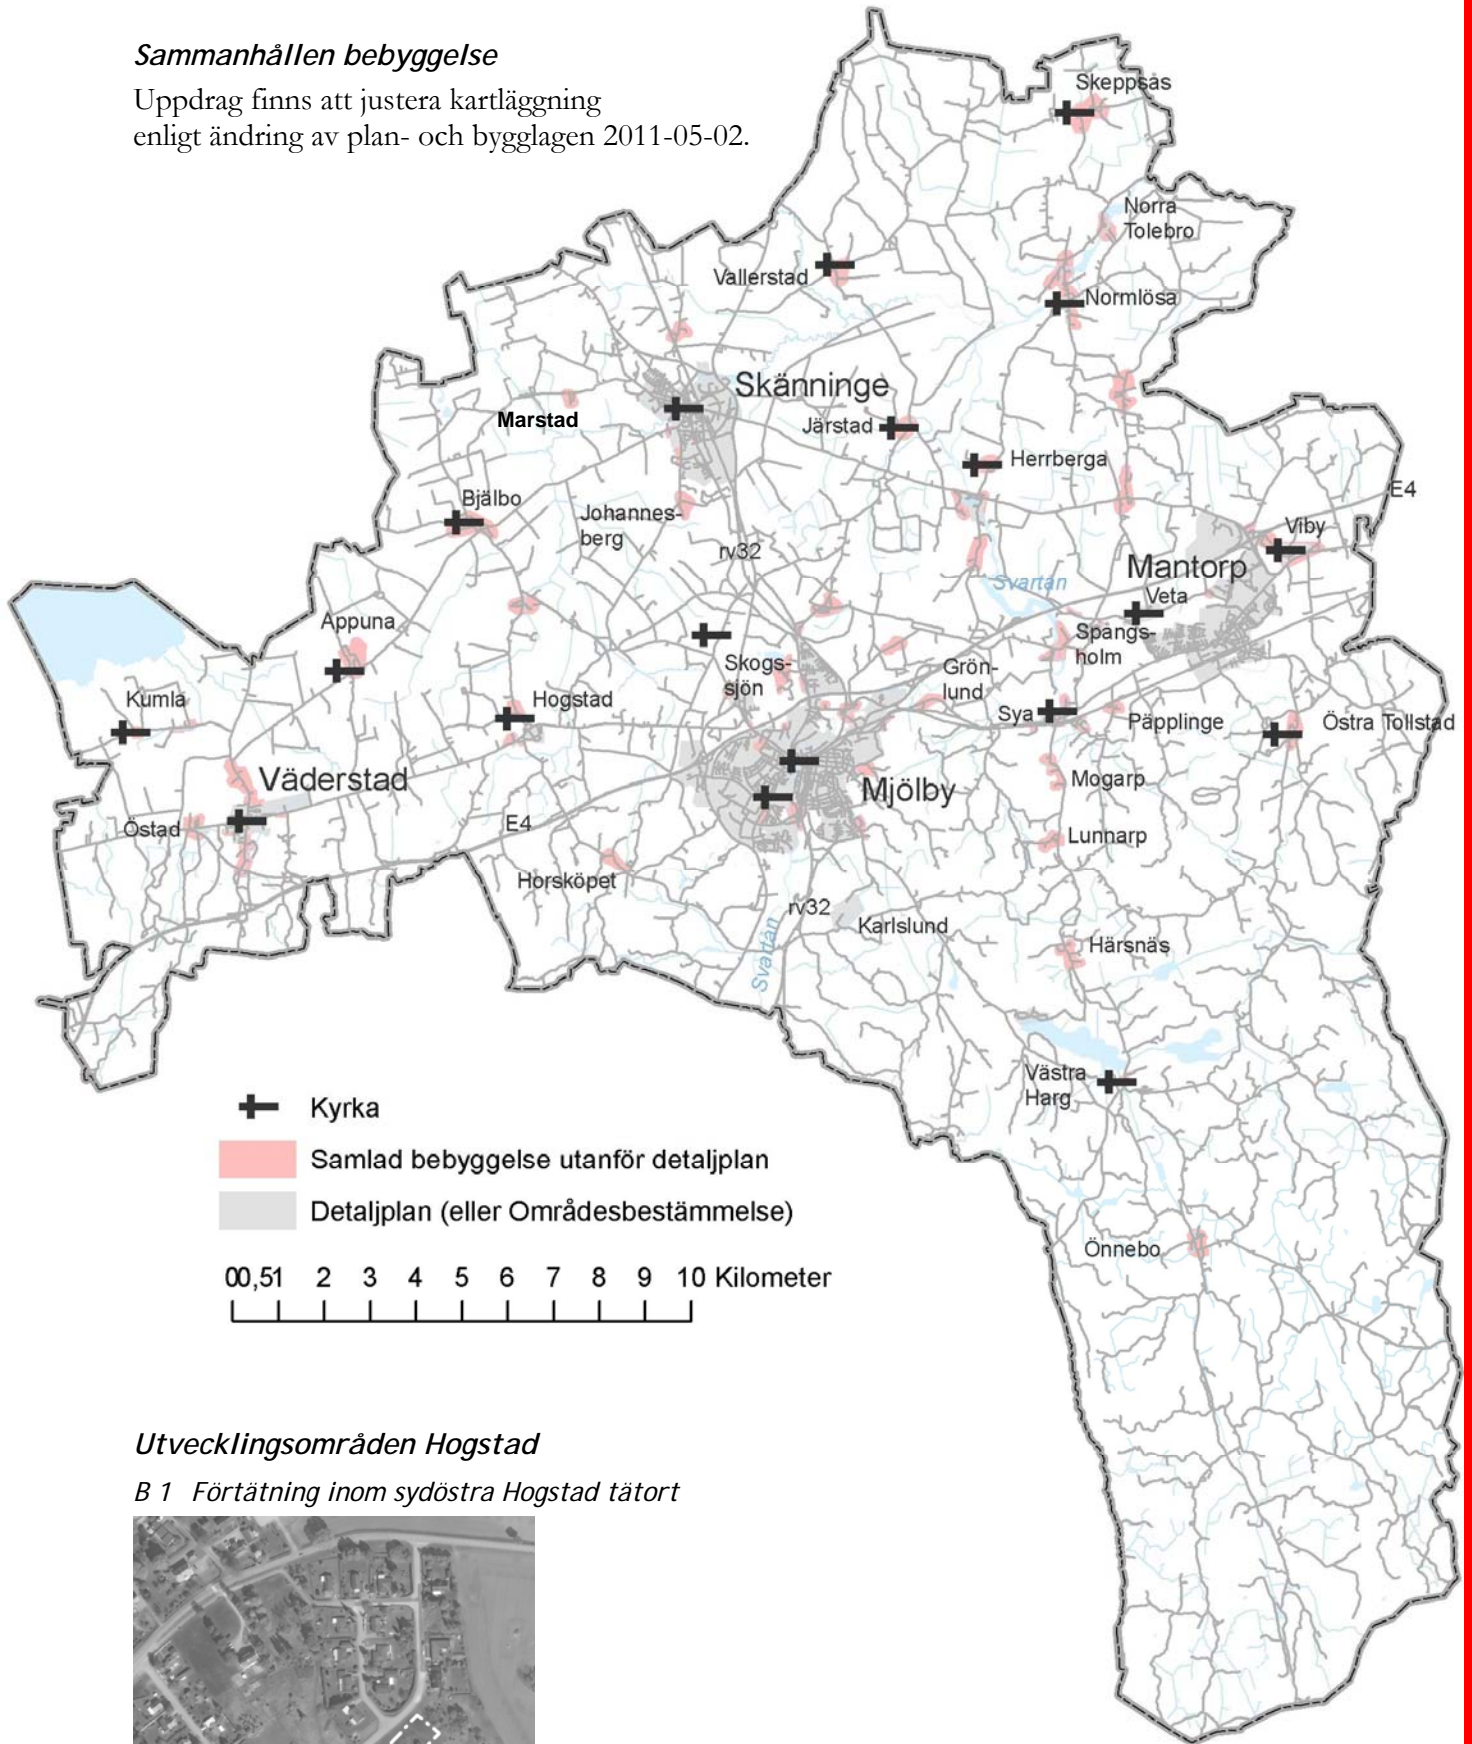 Sammanhållen bebyggelse
Uppdrag finns att justera kartläggning
enligt ändring av plan- och bygglagen 2011-05-02.
Skeppsås
Norra
Tolebro
Vallerstad
Normlösa
Skänninge
Marstad
Järstad
Herrberga
Bjälbo
Johannes-
berg
E4
Viby
rv32
Mantorp
Svartån
Veta
Appuna
Spangs-
holm
Skogs-
sjön
Grön-
lund
Kumla
Hogstad
Sya
Päpplinge
Östra Tollstad
Väderstad
Mogarp
Mjölby
Östad
E4
Lunnarp
Horsköpet
rv32
Karlslund
Svartån
Härsnäs
Västra
Harg
Kyrka
Samlad bebyggelse utanför detaljplan
Detaljplan (eller Områdesbestämmelse)
Önnebo
00,51 2 3 4 5 6 7 8 9 10 Kilometer
Utvecklingsområden Hogstad
B 1 Förtätning inom sydöstra Hogstad tätort